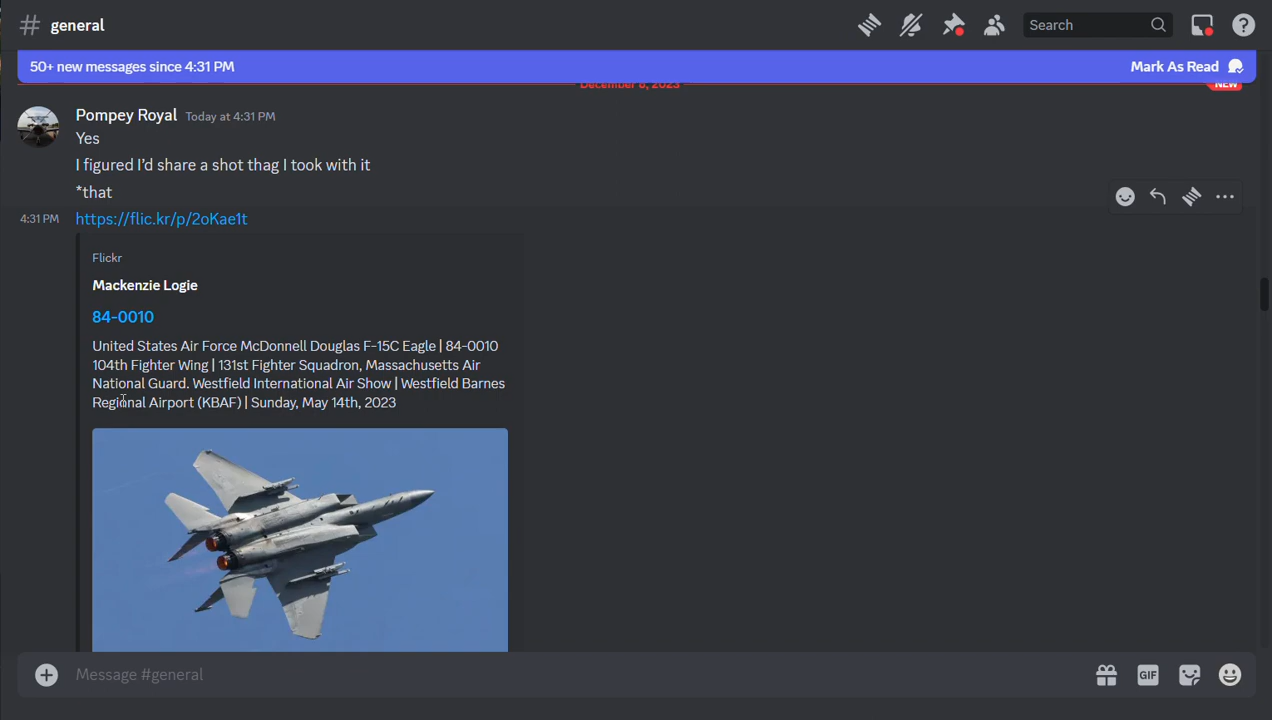 general
Search
50+ new messages since 4:31 PM
Mark As Read
December 8, 2023
NEW
Pompey Royal Today at 4:31 PM
Yes
I figured I'd share a shot thag I took with it
*that
4:31 PM https://flic.kr/p/2oKae1t
Flickr
Mackenzie Logie
84-0010
United States Air Force McDonnell Douglas F-15C Eagle | 84-0010
104th Fighter Wing | 131st Fighter Squadron, Massachusetts Air
National Guard. Westfield International Air Show | Westfield Barnes
Regional Airport (KBAF) | Sunday, May 14th, 2023
Message #general
GIF